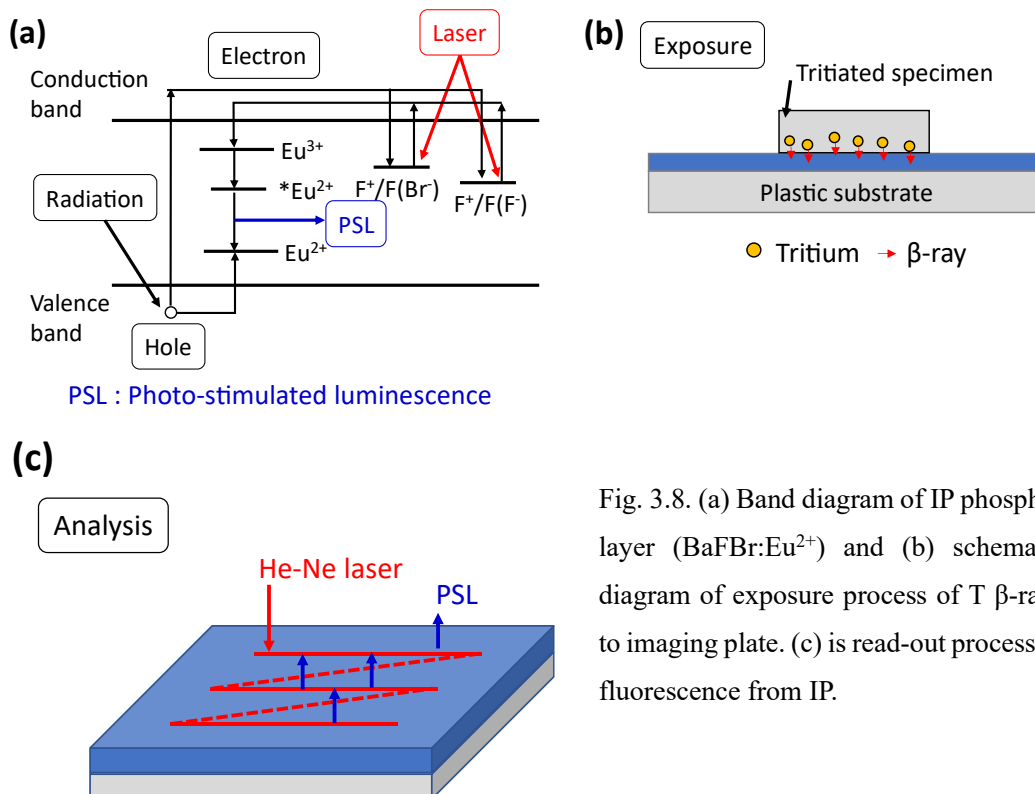 (a)
Laser
Electron
Conduction
band
Eu³⁺
*Eu²⁺
F⁺/F(Br⁻)
F⁺/F(F⁻)
Radiation
PSL
Eu²⁺
Valence
band
Hole
PSL : Photo-stimulated luminescence
(b)
Exposure
Tritiated specimen
Plastic substrate
Tritium
β-ray
(c)
Analysis
He-Ne laser
PSL
Fig. 3.8. (a) Band diagram of IP phosph
layer (BaFBr:Eu²⁺) and (b) schema
diagram of exposure process of T β-ra
to imaging plate. (c) is read-out process
fluorescence from IP.